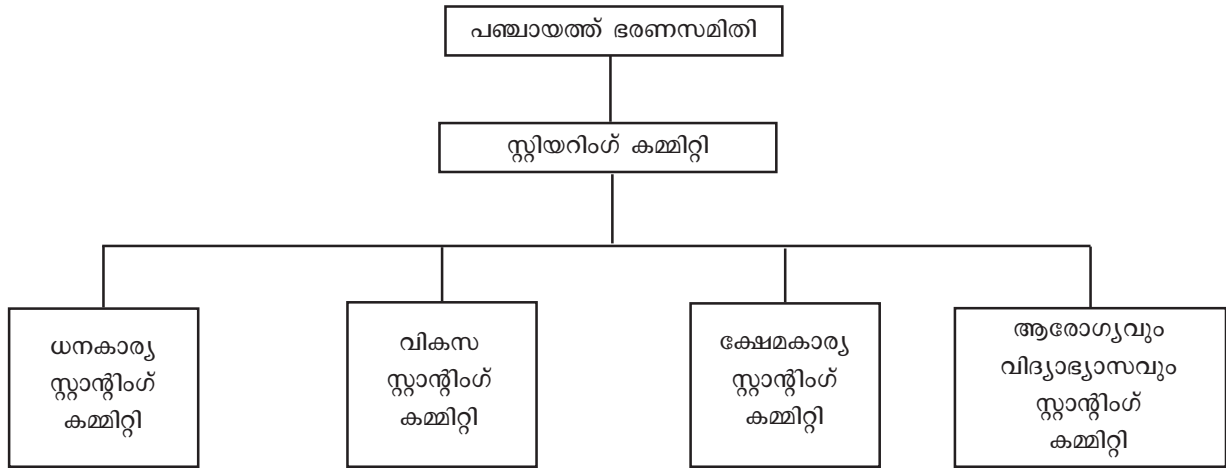 പഞ്ചായത്ത് ഭരണസമിതി
സ്റ്റിയറിംഗ് കമ്മിറ്റി
ധനകാര്യ
സ്റ്റാന്റിംഗ്
കമ്മിറ്റി
വികസ
സ്റ്റാന്റിംഗ്
കമ്മിറ്റി
ക്ഷേമകാര്യ
സ്റ്റാന്റിംഗ്
കമ്മിറ്റി
ആരോഗ്യവും
വിദ്യാഭ്യാസവും
സ്റ്റാന്റിംഗ്
കമ്മിറ്റി